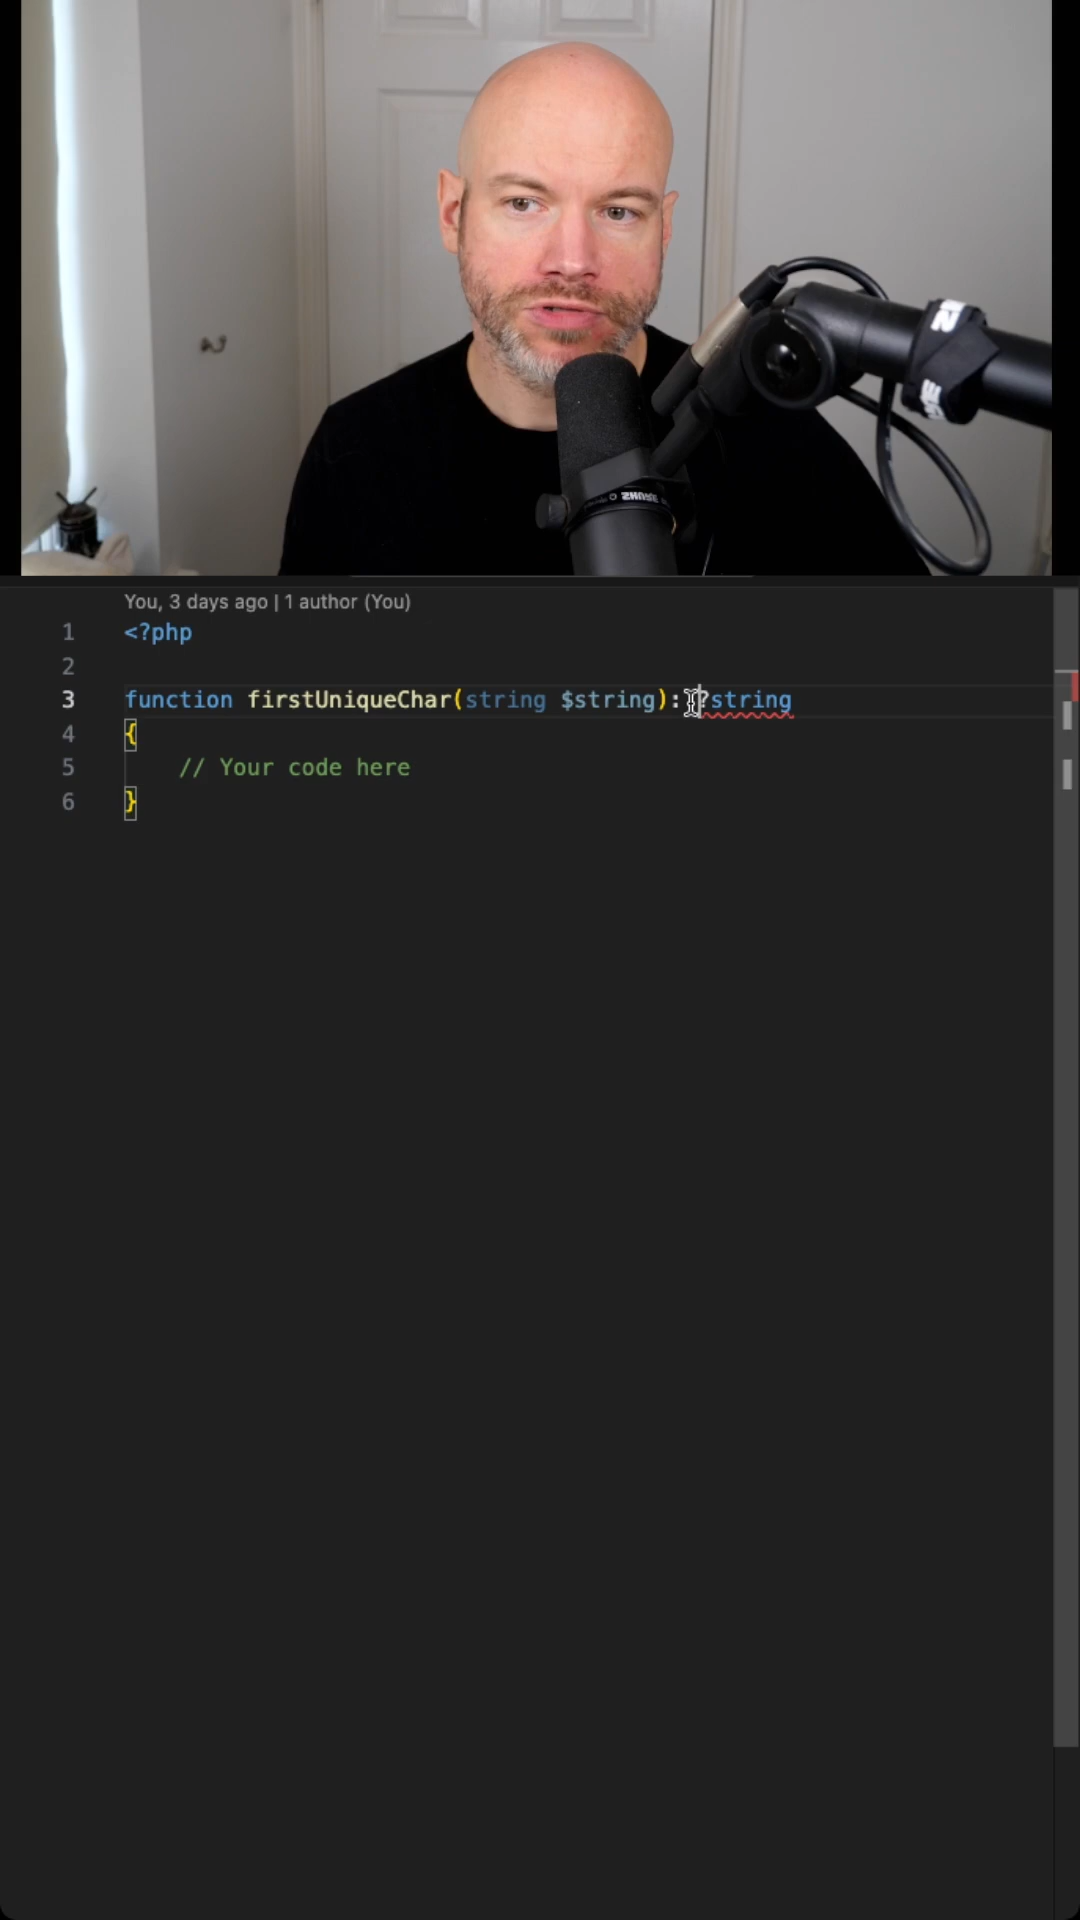 SHURE
You, 3 days ago | 1 author (You)
1 <?php
2
3 function firstUniqueChar(string $string): ?string
4 {
5 // Your code here
6 }